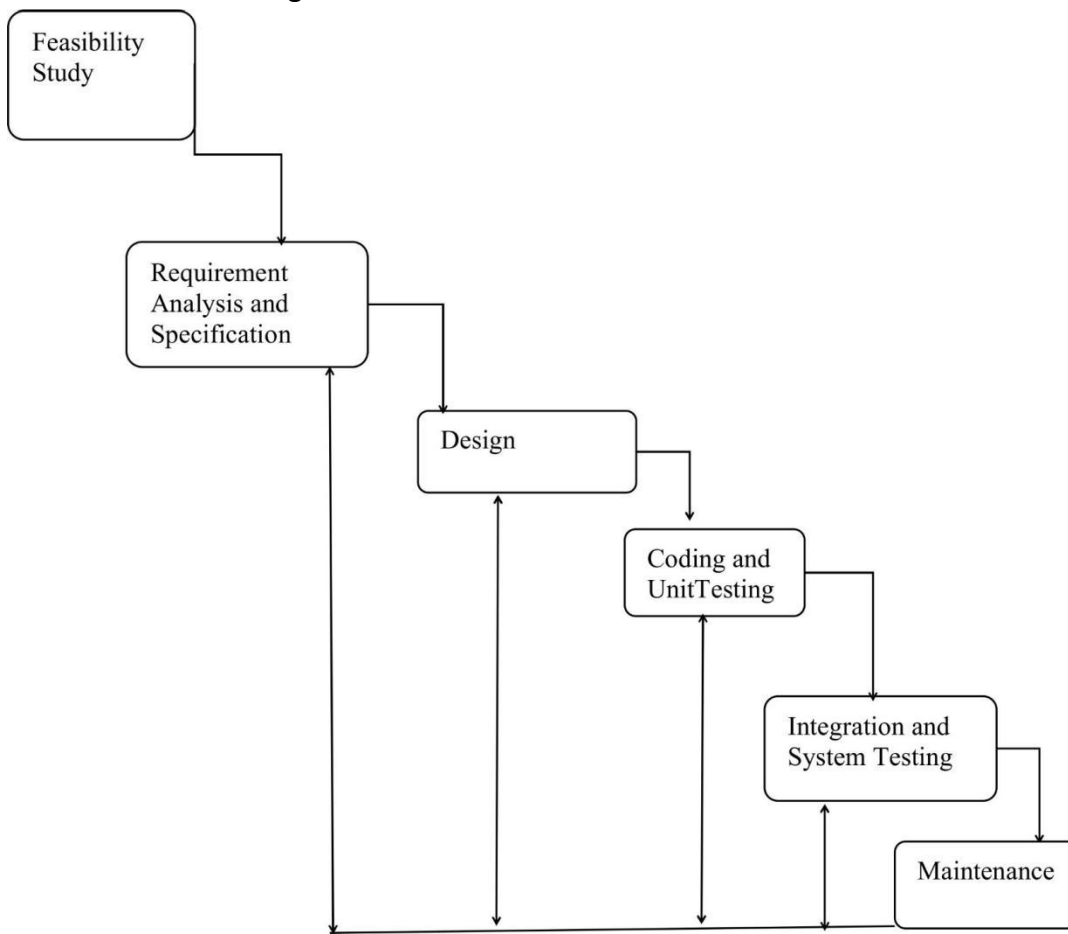 Feasibility
Study
Requirement
Analysis and
Specification
Design
Coding and
UnitTesting
Integration and
System Testing
Maintenance